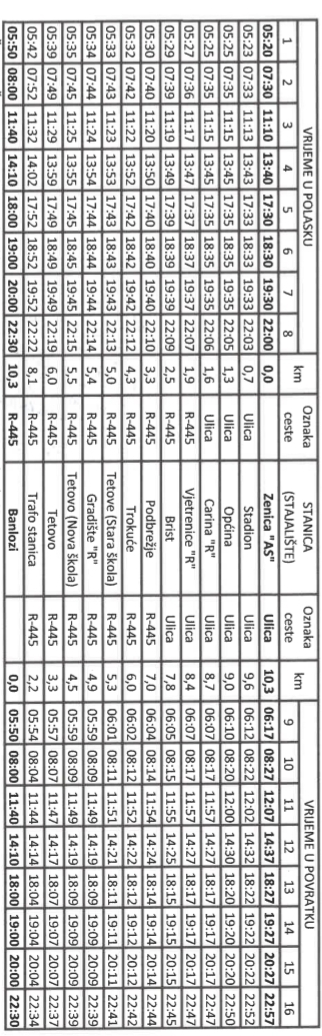 VRIJEME U POLASKU km Oznaka ceste STANICA (STAJALIŠTE) Oznaka ceste km VRIJEME U POVRATKU
1 2 3 4 5 6 7 8 9 10 11 12 13 14 15 16
05:20 07:30 11:10 13:40 17:30 18:30 19:30 22:00 0,0 Zenica "AS" Ulica 10,3 06:17 08:27 12:07 14:37 18:27 19:27 20:27 22:57
05:23 07:33 11:13 13:43 17:33 18:33 19:33 22:03 0,7 Ulica Stadion Ulica 9,6 06:12 08:22 12:02 14:32 18:22 19:22 20:22 22:52
05:25 07:35 11:15 13:45 17:35 18:35 19:35 22:05 1,3 Ulica Općina Ulica 9,0 06:10 08:20 12:00 14:30 18:20 19:20 20:20 22:50
05:25 07:35 11:15 13:45 17:35 18:35 19:35 22:06 1,6 Ulica Carina "R" Ulica 8,7 06:07 08:17 11:57 14:27 18:17 19:17 20:17 22:47
05:27 07:36 11:17 13:47 17:37 18:37 19:37 22:07 1,9 R-445 Vjetrenice "R" Ulica 8,4 06:07 08:17 11:57 14:27 18:17 19:17 20:17 22:47
05:29 07:39 11:19 13:49 17:39 18:39 19:39 22:09 2,5 R-445 Brist Ulica 7,8 06:05 08:15 11:55 14:25 18:15 19:15 20:15 22:45
05:30 07:40 11:20 13:50 17:40 18:40 19:40 22:10 3,3 R-445 Podbrežje R-445 7,0 06:04 08:14 11:54 14:24 18:14 19:14 20:14 22:44
05:32 07:42 11:22 13:52 17:42 18:42 19:42 22:12 4,3 R-445 Trokuće R-445 6,0 06:02 08:12 11:52 14:22 18:12 19:12 20:12 22:42
05:33 07:43 11:23 13:53 17:43 18:43 19:43 22:13 5,0 R-445 Tetove (Stara škola) R-445 5,3 06:01 08:11 11:51 14:21 18:11 19:11 20:11 22:41
05:34 07:44 11:24 13:54 17:44 18:44 19:44 22:14 5,4 R-445 Gradište "R" R-445 4,9 05:59 08:09 11:49 14:19 18:09 19:09 20:09 22:39
05:35 07:45 11:25 13:55 17:45 18:45 19:45 22:15 5,5 R-445 Tetovo (Nova škola) R-445 4,5 05:59 08:09 11:49 14:19 18:09 19:09 20:09 22:39
05:39 07:49 11:29 13:59 17:49 18:49 19:49 22:19 6,0 R-445 Tetovo R-445 3,3 05:57 08:07 11:47 14:17 18:07 19:07 20:07 22:37
05:42 07:52 11:32 14:02 17:52 18:52 19:52 22:22 8,1 R-445 Trafo stanica R-445 2,2 05:54 08:04 11:44 14:14 18:04 19:04 20:04 22:34
05:50 08:00 11:40 14:10 18:00 19:00 20:00 22:30 10,3 R-445 Banlozi 0,0 05:50 08:00 11:40 14:10 18:00 19:00 20:00 22:30